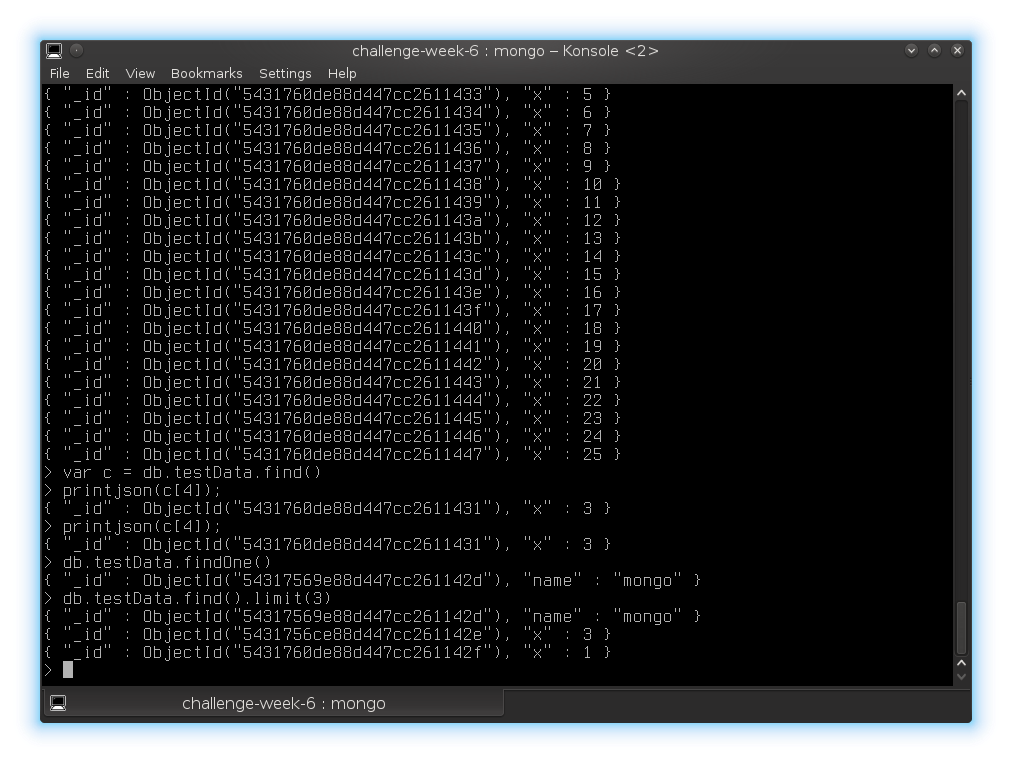 challenge-week-6 : mongo – Konsole <2>
File Edit View Bookmarks Settings Help
{ "_id" : ObjectId("5431760de88d447cc2611433"), "x" : 5 }
{ "_id" : ObjectId("5431760de88d447cc2611434"), "x" : 6 }
{ "_id" : ObjectId("5431760de88d447cc2611435"), "x" : 7 }
{ "_id" : ObjectId("5431760de88d447cc2611436"), "x" : 8 }
{ "_id" : ObjectId("5431760de88d447cc2611437"), "x" : 9 }
{ "_id" : ObjectId("5431760de88d447cc2611438"), "x" : 10 }
{ "_id" : ObjectId("5431760de88d447cc2611439"), "x" : 11 }
{ "_id" : ObjectId("5431760de88d447cc261143a"), "x" : 12 }
{ "_id" : ObjectId("5431760de88d447cc261143b"), "x" : 13 }
{ "_id" : ObjectId("5431760de88d447cc261143c"), "x" : 14 }
{ "_id" : ObjectId("5431760de88d447cc261143d"), "x" : 15 }
{ "_id" : ObjectId("5431760de88d447cc261143e"), "x" : 16 }
{ "_id" : ObjectId("5431760de88d447cc261143f"), "x" : 17 }
{ "_id" : ObjectId("5431760de88d447cc2611440"), "x" : 18 }
{ "_id" : ObjectId("5431760de88d447cc2611441"), "x" : 19 }
{ "_id" : ObjectId("5431760de88d447cc2611442"), "x" : 20 }
{ "_id" : ObjectId("5431760de88d447cc2611443"), "x" : 21 }
{ "_id" : ObjectId("5431760de88d447cc2611444"), "x" : 22 }
{ "_id" : ObjectId("5431760de88d447cc2611445"), "x" : 23 }
{ "_id" : ObjectId("5431760de88d447cc2611446"), "x" : 24 }
{ "_id" : ObjectId("5431760de88d447cc2611447"), "x" : 25 }
> var c = db.testData.find()
> printjson(c[4]);
{ "_id" : ObjectId("5431760de88d447cc2611431"), "x" : 3 }
> printjson(c[4]);
{ "_id" : ObjectId("5431760de88d447cc2611431"), "x" : 3 }
> db.testData.findOne()
{ "_id" : ObjectId("54317569e88d447cc261142d"), "name" : "mongo" }
> db.testData.find().limit(3)
{ "_id" : ObjectId("54317569e88d447cc261142d"), "name" : "mongo" }
{ "_id" : ObjectId("5431756ce88d447cc261142e"), "x" : 3 }
{ "_id" : ObjectId("5431760de88d447cc261142f"), "x" : 1 }
>
challenge-week-6 : mongo